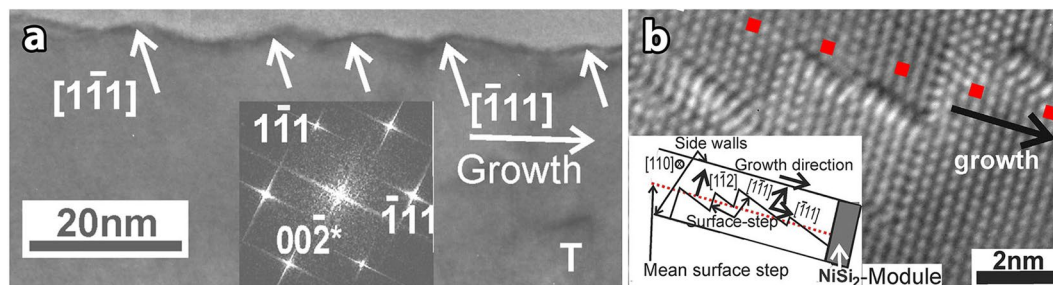 a
[11̄1]
[1̄11]
Growth
11̄1
1̄11
002̄*
20nm
T
b
growth
Side walls
[110]⊗
Growth direction
[11̄2]
[11̄1]
[1̄11]
Surface-step
Mean surface step
NiSi₂-Module
2nm